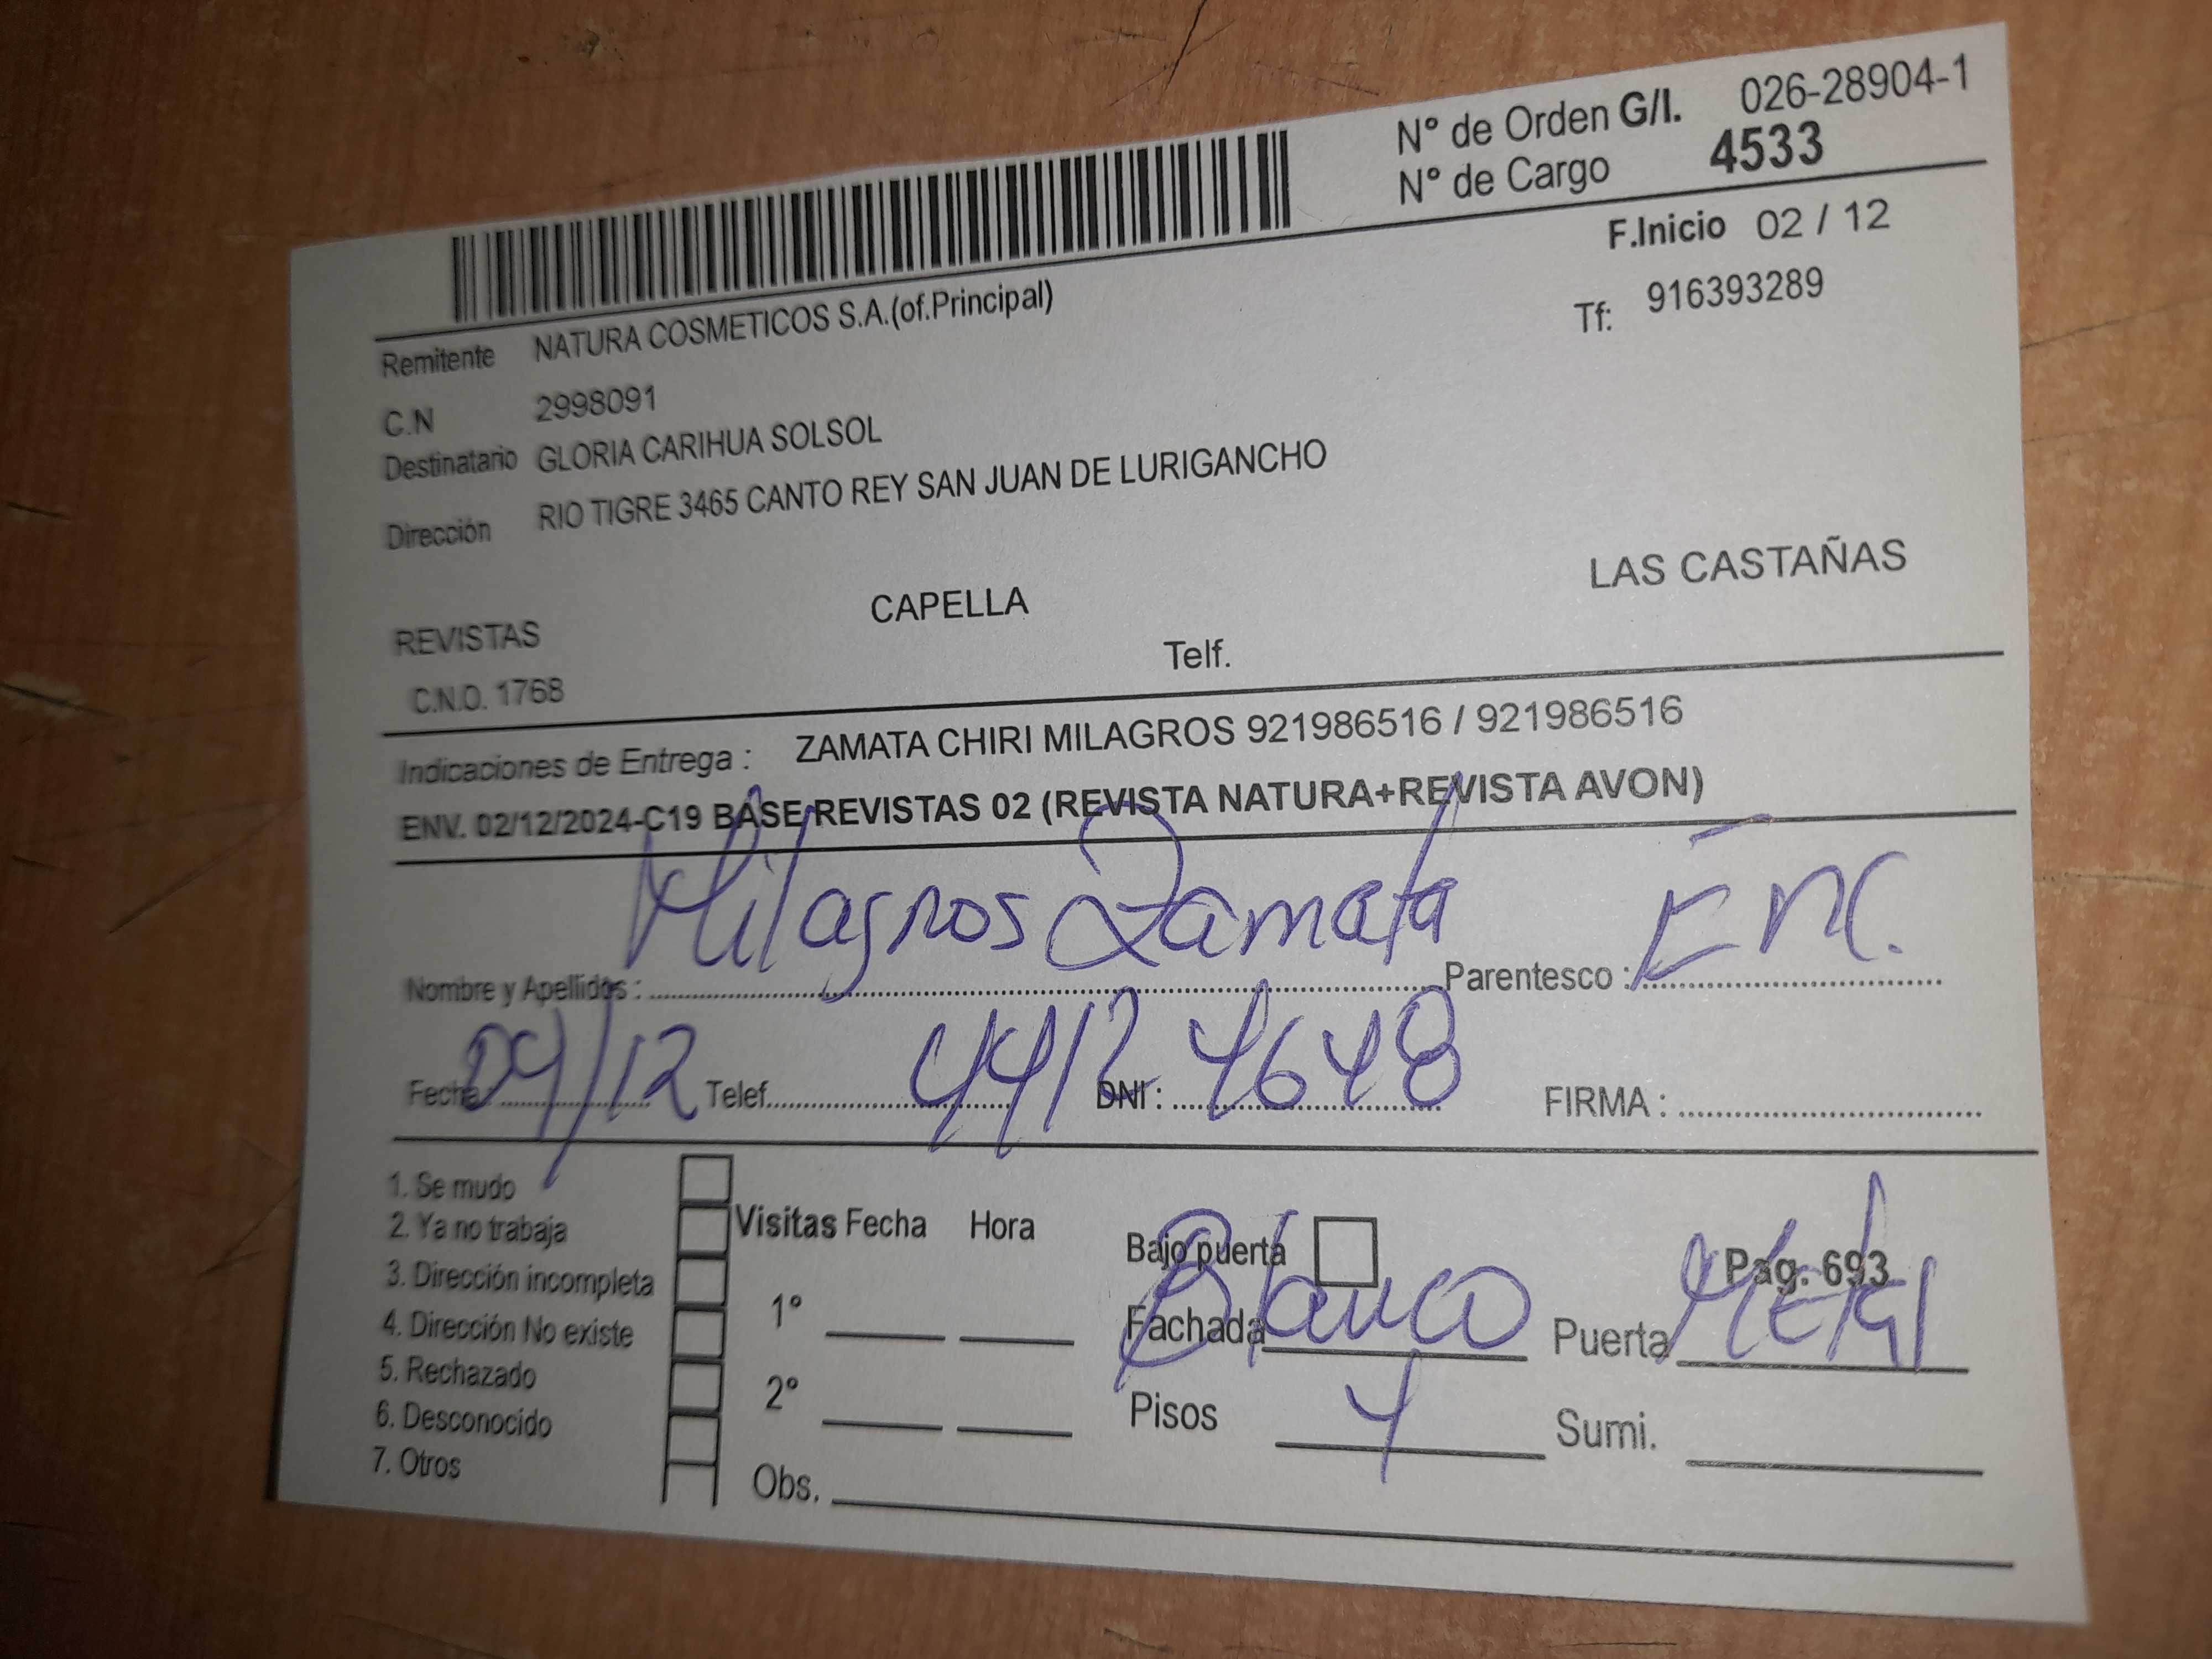 N° de Orden G/I. 026-28904-1
N° de Cargo 4533
F.Inicio 02 / 12
Remitente NATURA COSMETICOS S.A.(of.Principal) Tf: 916393289
C.N 2998091
Destinatario GLORIA CARIHUA SOLSOL
Dirección RIO TIGRE 3465 CANTO REY SAN JUAN DE LURIGANCHO
REVISTAS CAPELLA LAS CASTAÑAS
C.N.O. 1768 Telf.
Indicaciones de Entrega : ZAMATA CHIRI MILAGROS 921986516 / 921986516
ENV. 02/12/2024-C19 BASE REVISTAS 02 (REVISTA NATURA+REVISTA AVON)
Nombre y Apellidos : Milagros Zamata Parentesco : Enc.
Fecha: 04/12 Telef. DNI : 44124648 FIRMA :
1. Se mudo
2. Ya no trabaja Visitas Fecha Hora Bajo puerta Pag. 693
3. Dirección incompleta
4. Dirección No existe 1° Fachada Blanco Puerta Metal
5. Rechazado
6. Desconocido 2° Pisos 4 Sumi.
7. Otros Obs.